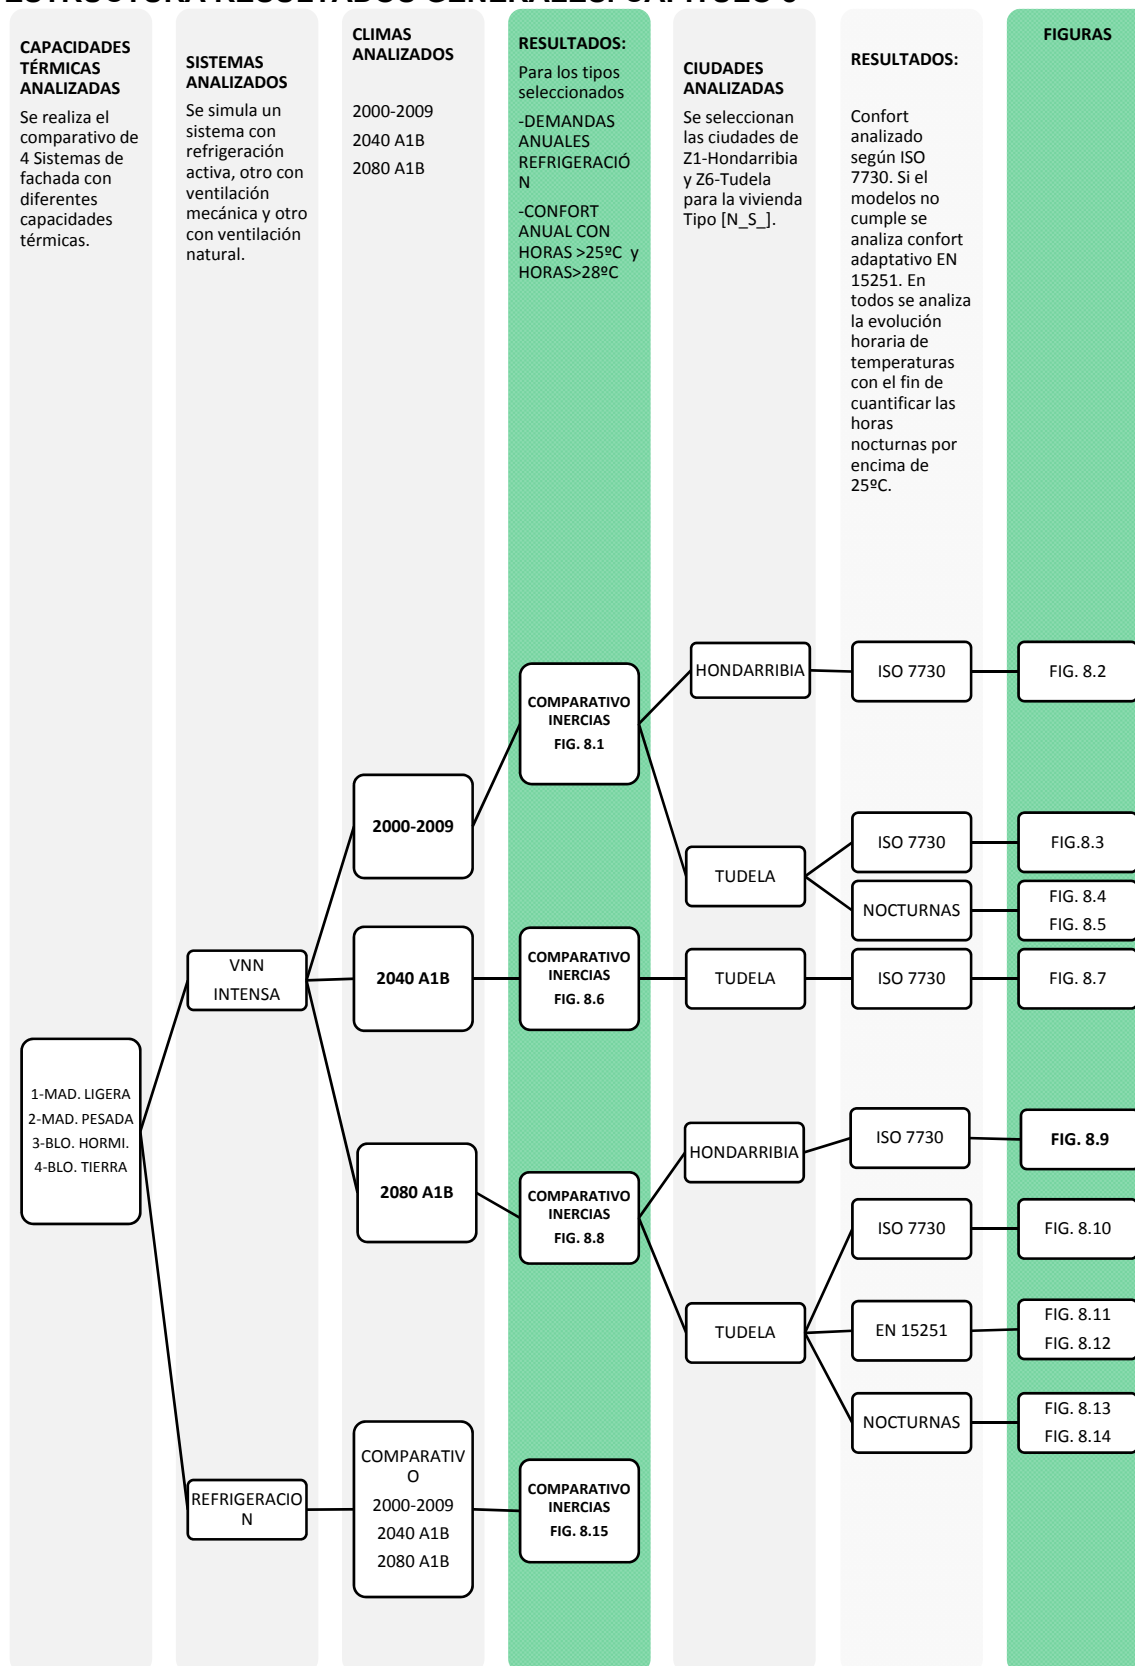 ESTRUCTURA RESULTADOS GENERALES. CAPITULO 8
CAPACIDADES
TÉRMICAS
ANALIZADAS
Se realiza el
comparativo de
4 Sistemas de
fachada con
diferentes
capacidades
térmicas.
SISTEMAS
ANALIZADOS
Se simula un
sistema con
refrigeración
activa, otro con
ventilación
mecánica y otro
con ventilación
natural.
CLIMAS
ANALIZADOS
2000-2009
2040 A1B
2080 A1B
RESULTADOS:
Para los tipos
seleccionados
-DEMANDAS
ANUALES
REFRIGERACIÓ
N
-CONFORT
ANUAL CON
HORAS >25ºC y
HORAS>28ºC
CIUDADES
ANALIZADAS
Se seleccionan
las ciudades de
Z1-Hondarribia
y Z6-Tudela
para la vivienda
Tipo [N_S_].
RESULTADOS:
Confort
analizado
según ISO
7730. Si el
modelos no
cumple se
analiza confort
adaptativo EN
15251. En
todos se analiza
la evolución
horaria de
temperaturas
con el fin de
cuantificar las
horas
nocturnas por
encima de
25ºC.
FIGURAS
1-MAD. LIGERA
2-MAD. PESADA
3-BLO. HORMI.
4-BLO. TIERRA
VNN
INTENSA
2000-2009
COMPARATIVO
INERCIAS
FIG. 8.1
HONDARRIBIA
ISO 7730
FIG. 8.2
TUDELA
ISO 7730
FIG.8.3
NOCTURNAS
FIG. 8.4
FIG. 8.5
2040 A1B
COMPARATIVO
INERCIAS
FIG. 8.6
TUDELA
ISO 7730
FIG. 8.7
2080 A1B
COMPARATIVO
INERCIAS
FIG. 8.8
HONDARRIBIA
ISO 7730
FIG. 8.9
TUDELA
ISO 7730
FIG. 8.10
EN 15251
FIG. 8.11
FIG. 8.12
NOCTURNAS
FIG. 8.13
FIG. 8.14
REFRIGERACIO
N
COMPARATIV
O
2000-2009
2040 A1B
2080 A1B
COMPARATIVO
INERCIAS
FIG. 8.15